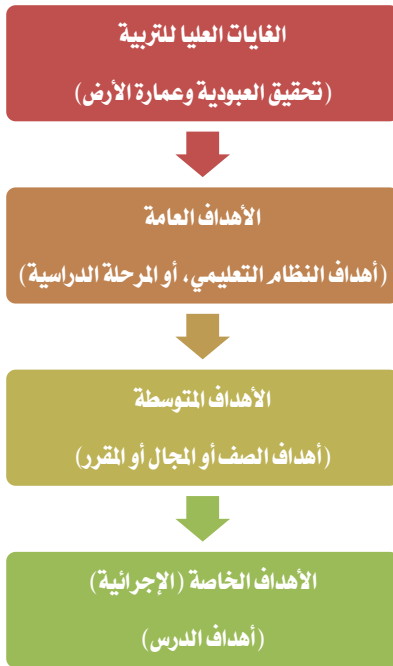 الغايات العليا للتربية
(تحقيق العبودية وعمارة الأرض)
الأهداف العامة
(أهداف النظام التعليمي، أو المرحلة الدراسية)
الأهداف المتوسطة
(أهداف الصف أو المجال أو المقرر)
الأهداف الخاصة (الإجرائية)
(أهداف الدرس)